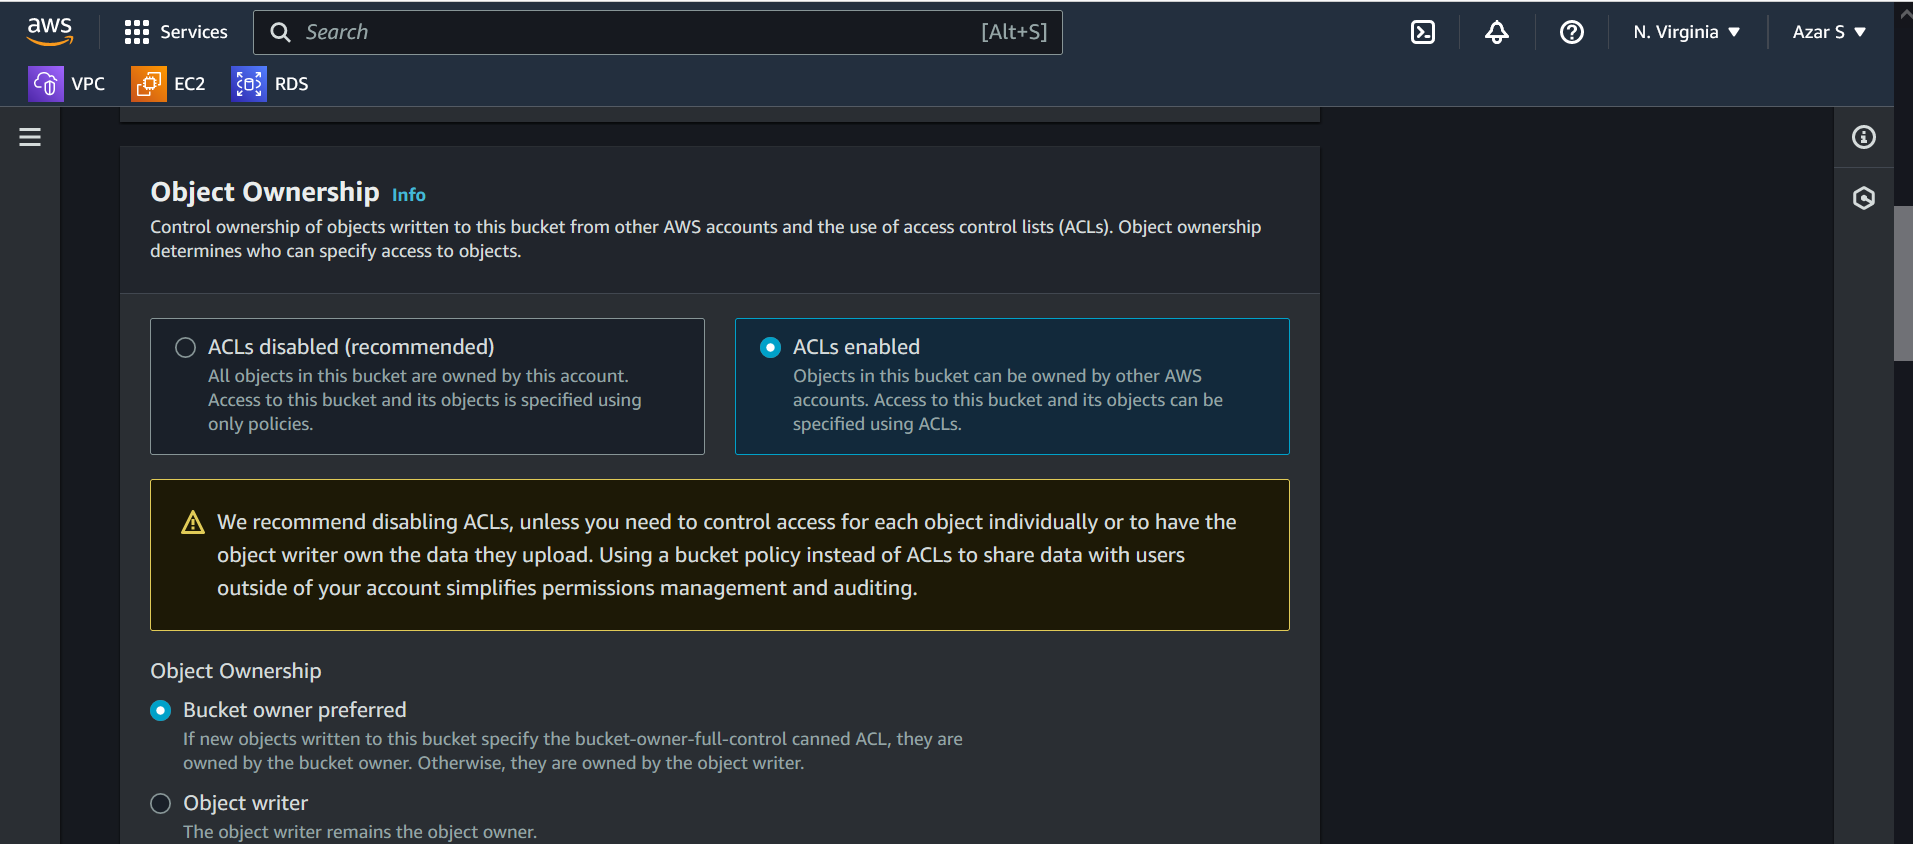 aws
Services
Search
[Alt+S]
N. Virginia
Azar S
VPC
EC2
RDS
Object Ownership Info
Control ownership of objects written to this bucket from other AWS accounts and the use of access control lists (ACLs). Object ownership
determines who can specify access to objects.
ACLs disabled (recommended)
All objects in this bucket are owned by this account.
Access to this bucket and its objects is specified using
only policies.
ACLs enabled
Objects in this bucket can be owned by other AWS
accounts. Access to this bucket and its objects can be
specified using ACLs.
We recommend disabling ACLs, unless you need to control access for each object individually or to have the
object writer own the data they upload. Using a bucket policy instead of ACLs to share data with users
outside of your account simplifies permissions management and auditing.
Object Ownership
Bucket owner preferred
If new objects written to this bucket specify the bucket-owner-full-control canned ACL, they are
owned by the bucket owner. Otherwise, they are owned by the object writer.
Object writer
The object writer remains the object owner.